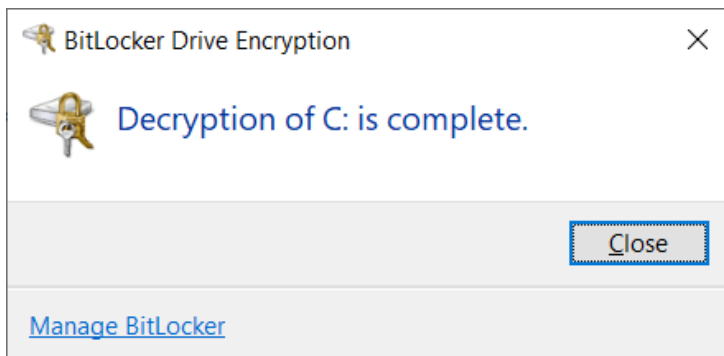 BitLocker Drive Encryption
Decryption of C: is complete.
Close
Manage BitLocker